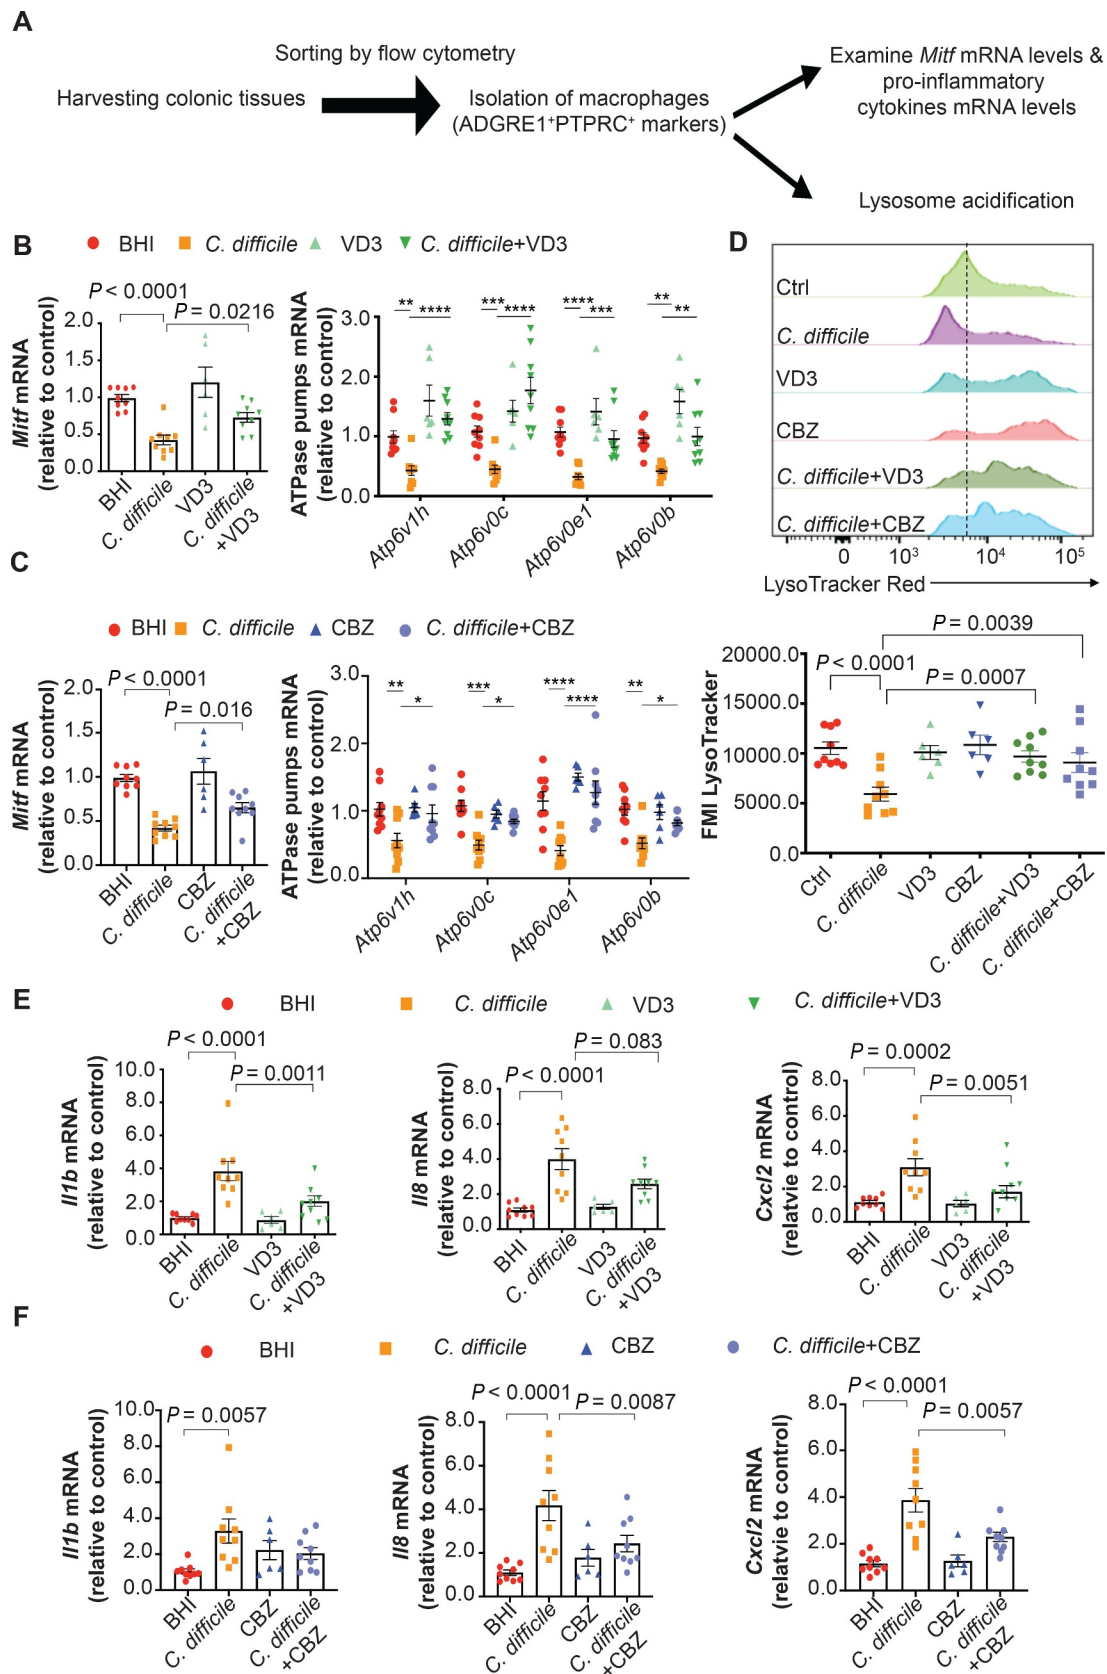 A
Sorting by flow cytometry
Harvesting colonic tissues
Isolation of macrophages
(ADGRE1⁺PTPRC⁺ markers)
Examine Mitf mRNA levels &
pro-inflammatory
cytokines mRNA levels
Lysosome acidification
B
BHI C. difficile VD3 C. difficile+VD3
P < 0.0001
P = 0.0216
Mitf mRNA
(relative to control)
2.0
1.5
1.0
0.5
0.0
BHI
C. difficile
VD3
C. difficile
+VD3
ATPase pumps mRNA
(relative to control)
3.0
2.0
1.0
0.0
** **** *** **** **** *** ** **
Atp6v1h
Atp6v0c
Atp6v0e1
Atp6v0b
C
BHI C. difficile CBZ C. difficile+CBZ
P < 0.0001
P = 0.016
Mitf mRNA
(relative to control)
2.0
1.5
1.0
0.5
0.0
BHI
C. difficile
CBZ
C. difficile
+CBZ
ATPase pumps mRNA
(relative to control)
3.0
2.0
1.0
0.0
** * *** * **** **** ** *
Atp6v1h
Atp6v0c
Atp6v0e1
Atp6v0b
D
Ctrl
C. difficile
VD3
CBZ
C. difficile+VD3
C. difficile+CBZ
0 10³ 10⁴ 10⁵
LysoTracker Red
P = 0.0039
P < 0.0001
P = 0.0007
FMI LysoTracker
20000.0
15000.0
10000.0
5000.0
0.0
Ctrl
C. difficile
VD3
CBZ
C. difficile+VD3
C. difficile+CBZ
E
BHI C. difficile VD3 C. difficile+VD3
P < 0.0001
P = 0.0011
Il1b mRNA
(relative to control)
10.0
8.0
6.0
4.0
2.0
0.0
BHI
C. difficile
VD3
C. difficile
+VD3
P = 0.083
P < 0.0001
Il8 mRNA
(relative to control)
8.0
6.0
4.0
2.0
0.0
BHI
C. difficile
VD3
C. difficile
+VD3
P = 0.0002
P = 0.0051
Cxcl2 mRNA
(relatvie to control)
8.0
6.0
4.0
2.0
0.0
BHI
C. difficile
VD3
C. difficile
+VD3
F
BHI C. difficile CBZ C. difficile+CBZ
P = 0.0057
Il1b mRNA
(relative to control)
10.0
8.0
6.0
4.0
2.0
0.0
BHI
C. difficile
CBZ
C. difficile
+CBZ
P < 0.0001
P = 0.0087
Il8 mRNA
(relative to control)
8.0
6.0
4.0
2.0
0.0
BHI
C. difficile
CBZ
C. difficile
+CBZ
P < 0.0001
P = 0.0057
Cxcl2 mRNA
(relatvie to control)
8.0
6.0
4.0
2.0
0.0
BHI
C. difficile
CBZ
C. difficile
+CBZ